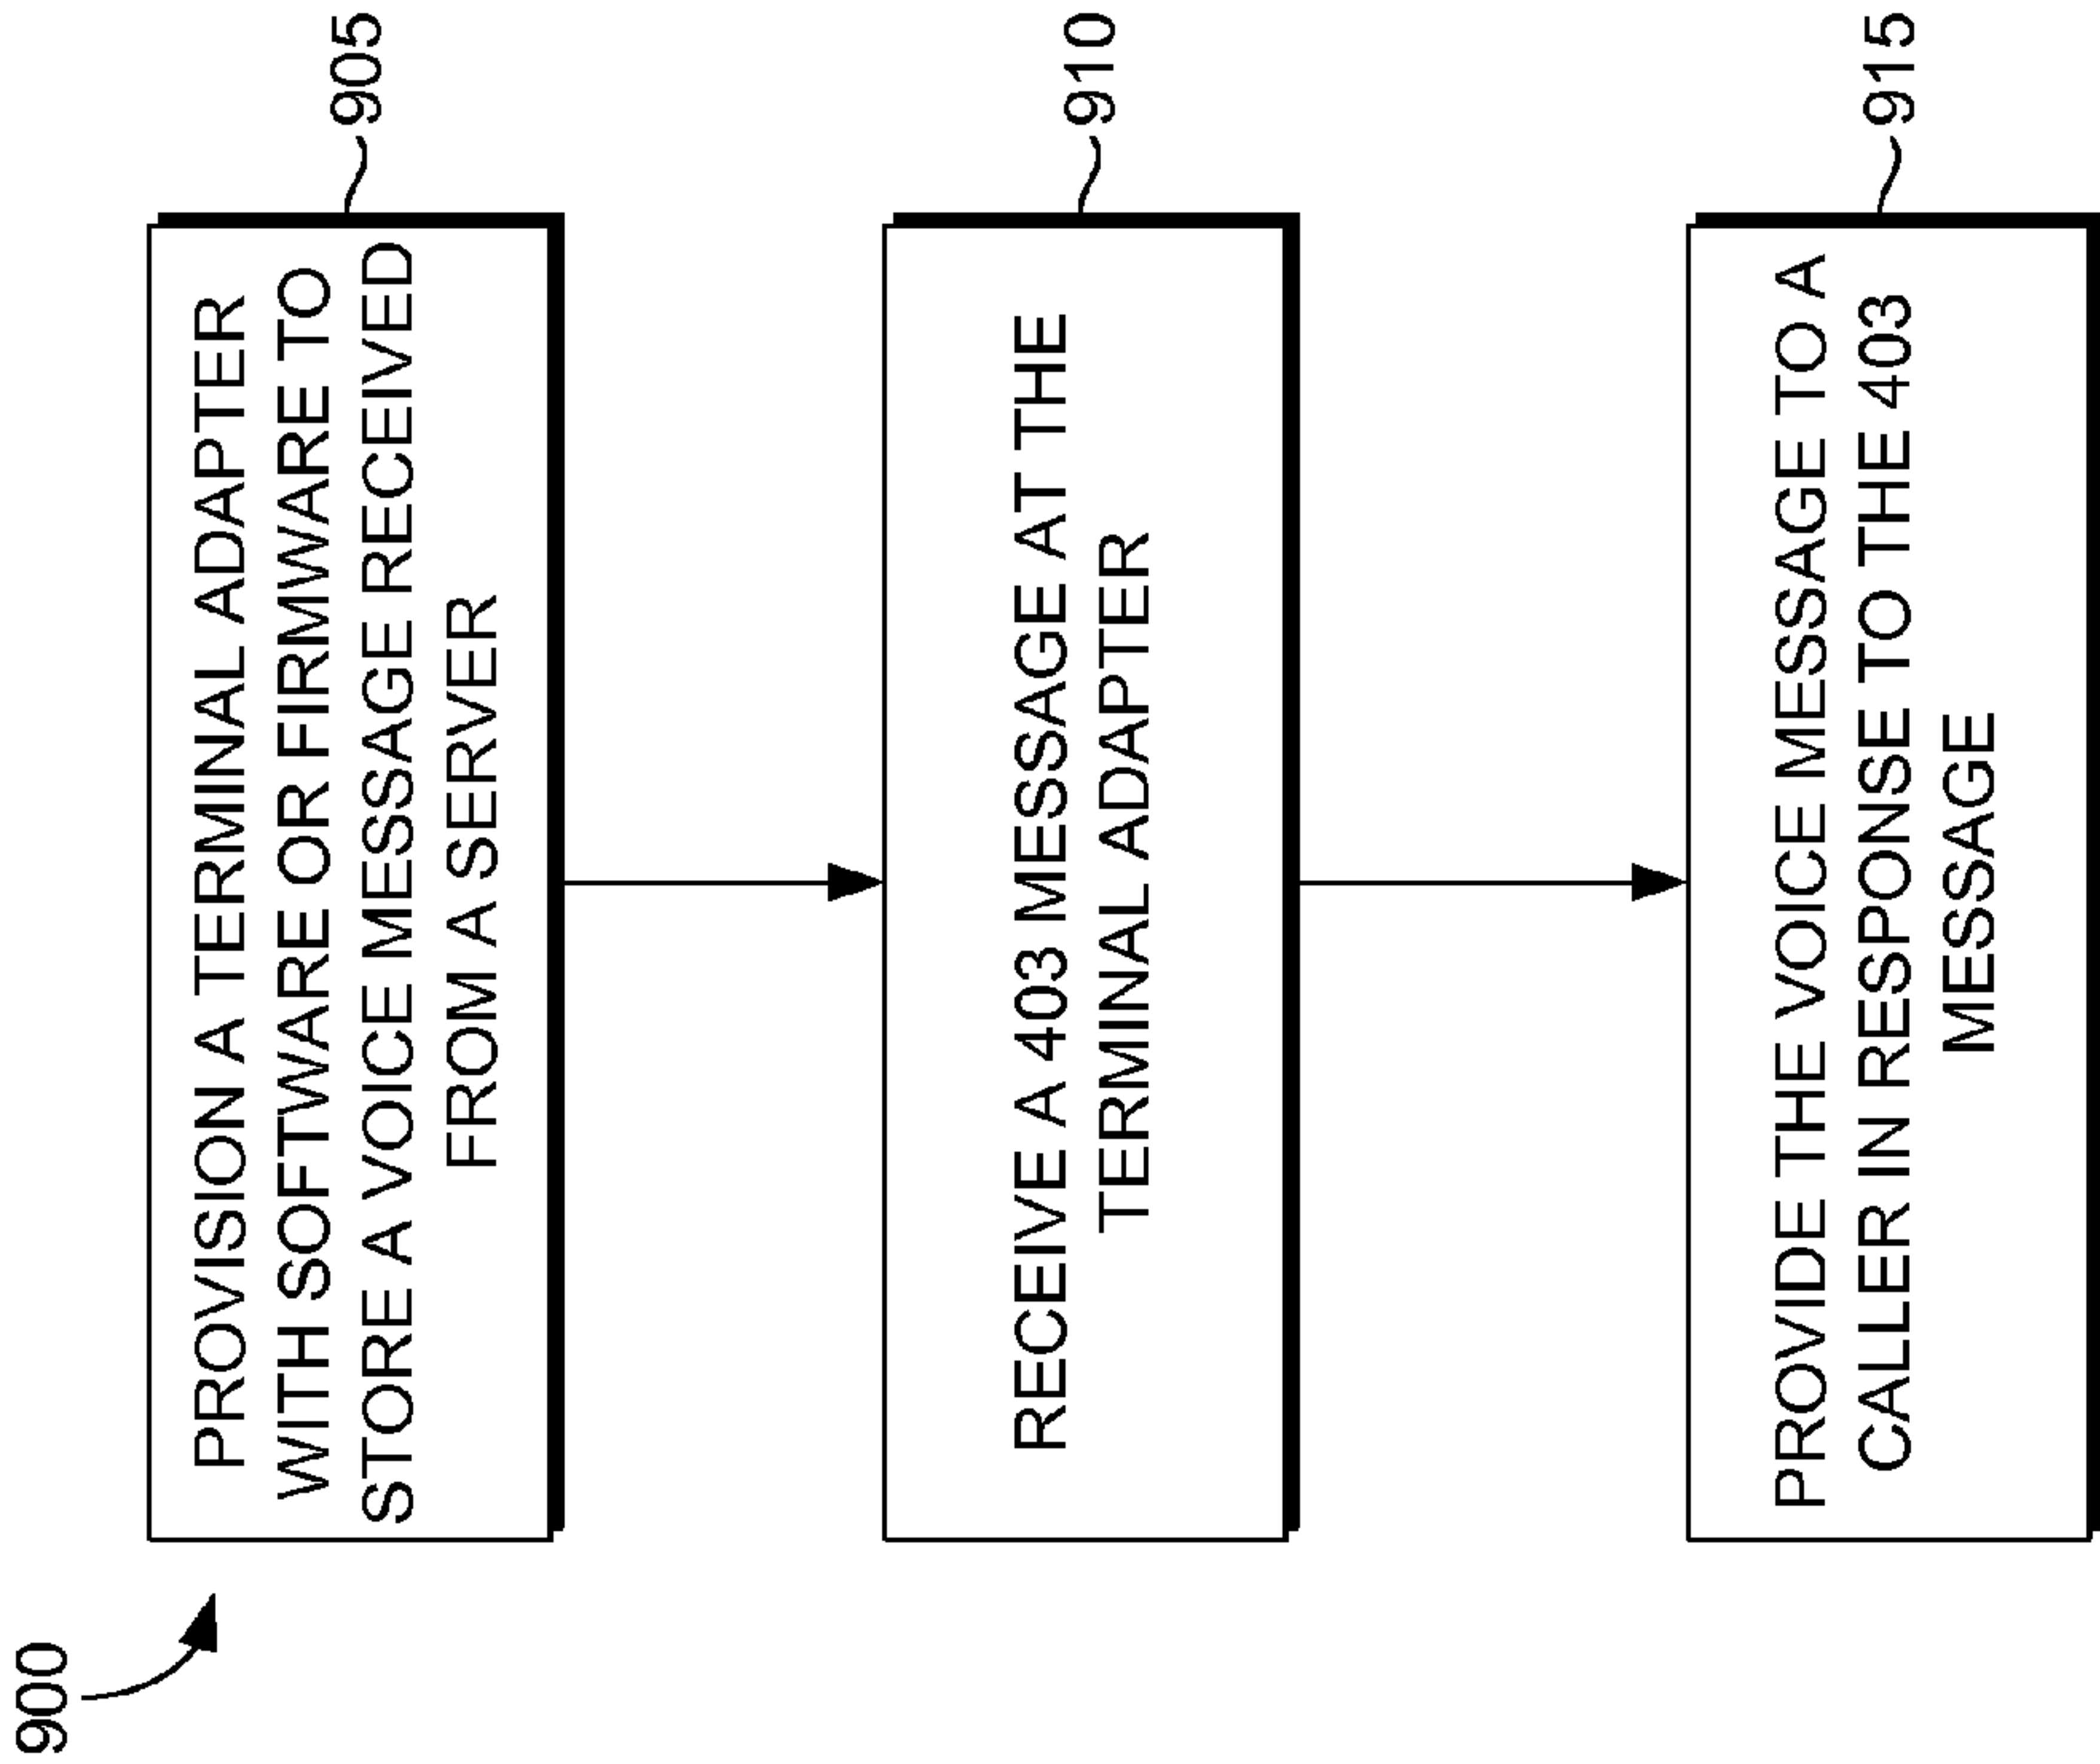 900
PROVISION A TERMINAL ADAPTER
WITH SOFTWARE OR FIRMWARE TO
STORE A VOICE MESSAGE RECEIVED
FROM A SERVER
905
RECEIVE A 403 MESSAGE AT THE
TERMINAL ADAPTER
910
PROVIDE THE VOICE MESSAGE TO A
CALLER IN RESPONSE TO THE 403
MESSAGE
915